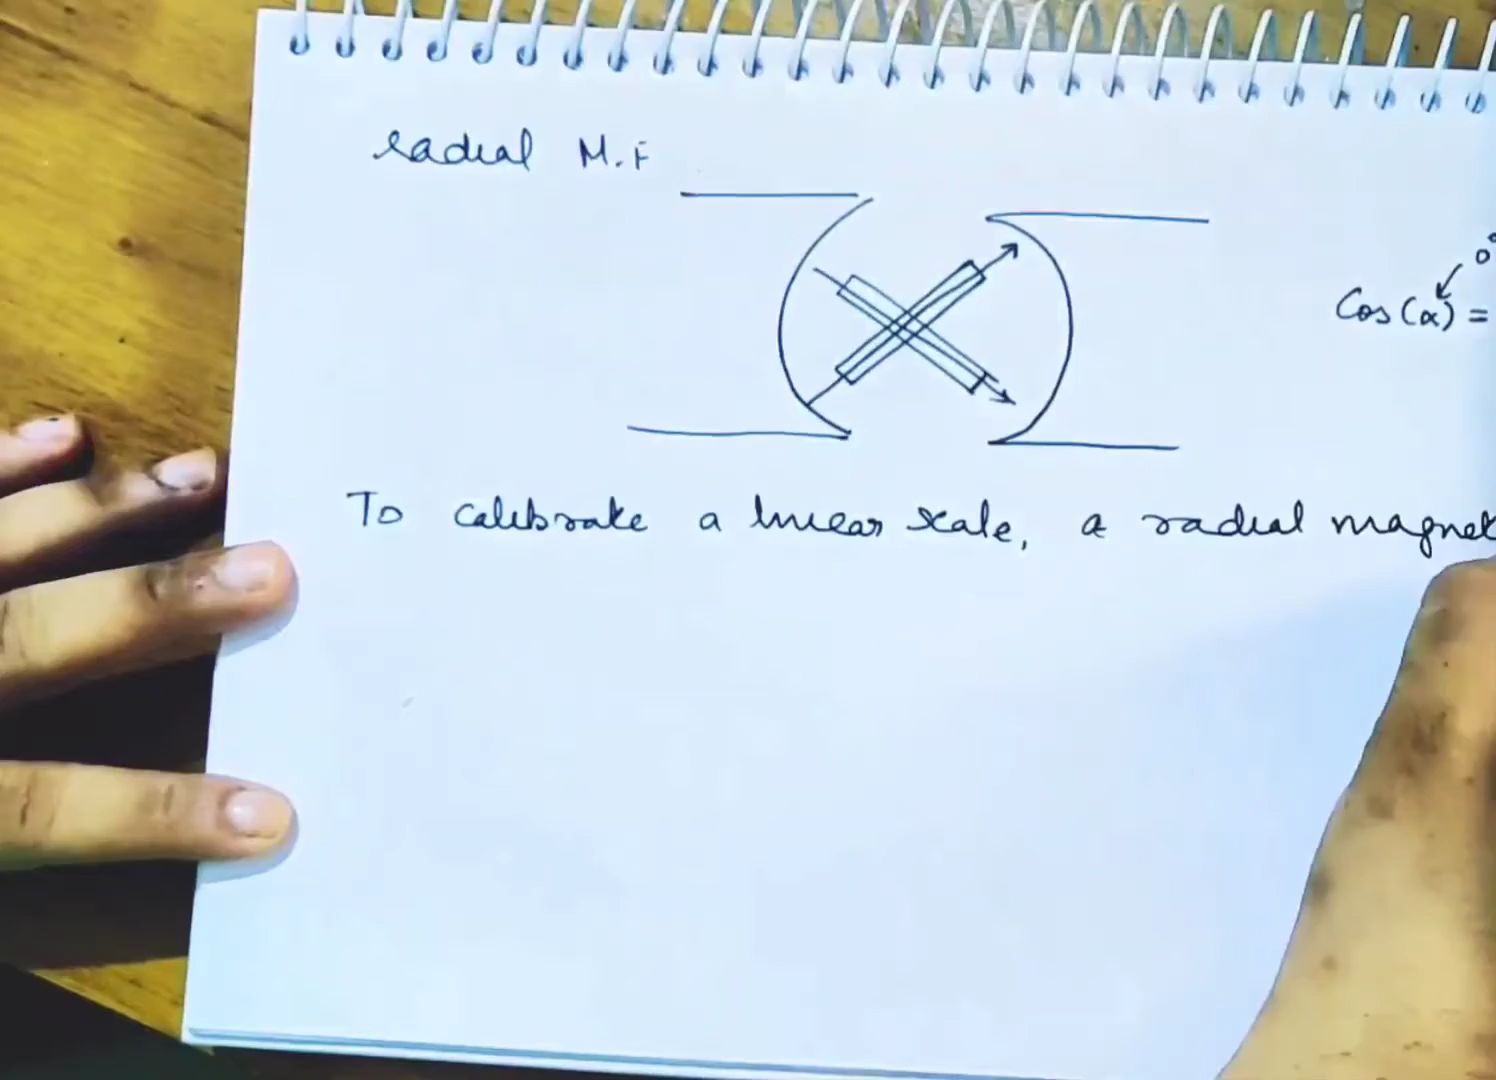 radial M.F
0°
Cos(α) =
To calibrate a linear scale, a radial magnet